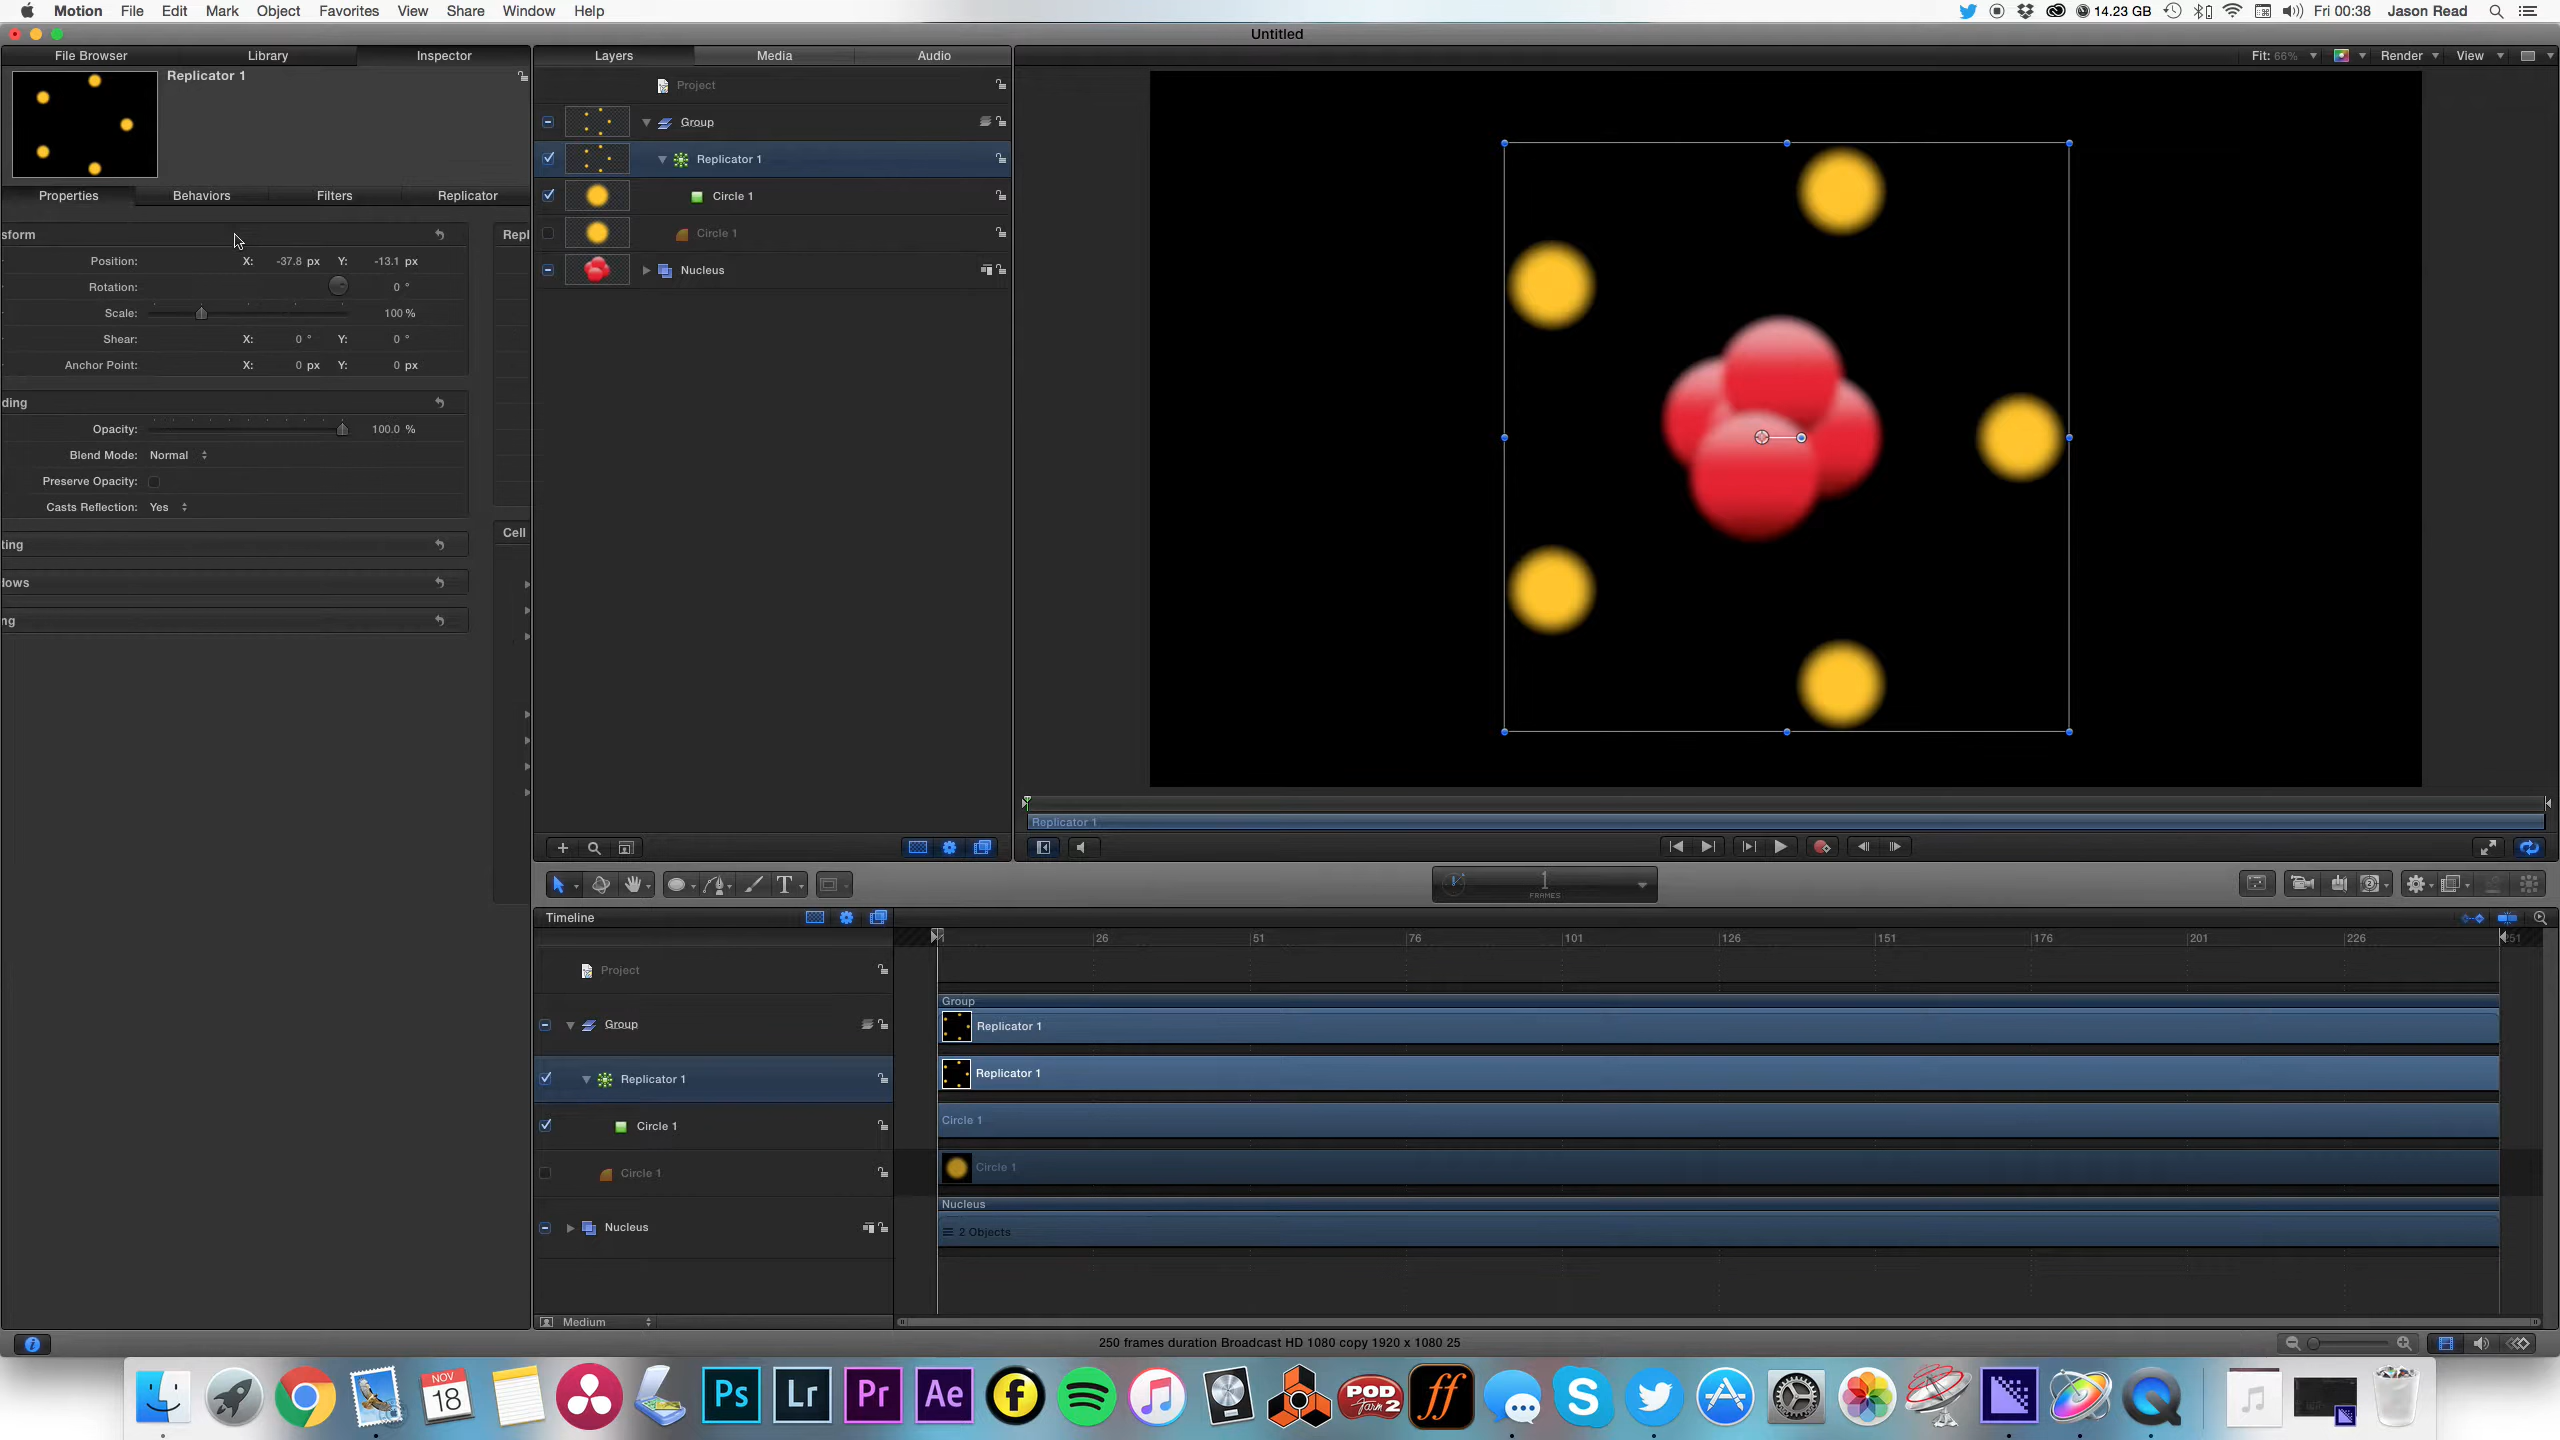 Motion File Edit Mark Object Favorites View Share Window Help 14.23 GB Fri 00:38 Jason Read
Untitled
File Browser Library Inspector Layers Media Audio Fit: 66% Render View
Replicator 1
Project
Group
Replicator 1
Properties Behaviors Filters Replicator Circle 1
sform Repl Circle 1
Position: X: -37.8 px Y: -13.1 px Nucleus
Rotation: 0 °
Scale: 100 %
Shear: X: 0 ° Y: 0 °
Anchor Point: X: 0 px Y: 0 px
ding
Opacity: 100.0 %
Blend Mode: Normal
Preserve Opacity:
Casts Reflection: Yes
Cell
ting
dows
ng
Replicator 1
T 1
FRAMES
Timeline
26 51 76 101 126 151 176 201 226 251
Project
Group
Group Replicator 1
Replicator 1 Replicator 1
Circle 1 Circle 1
Circle 1 Circle 1
Nucleus
Nucleus 2 Objects
Medium
250 frames duration Broadcast HD 1080 copy 1920 x 1080 25
NOV
18
Ps Lr Pr Ae f POD Farm 2 ff S